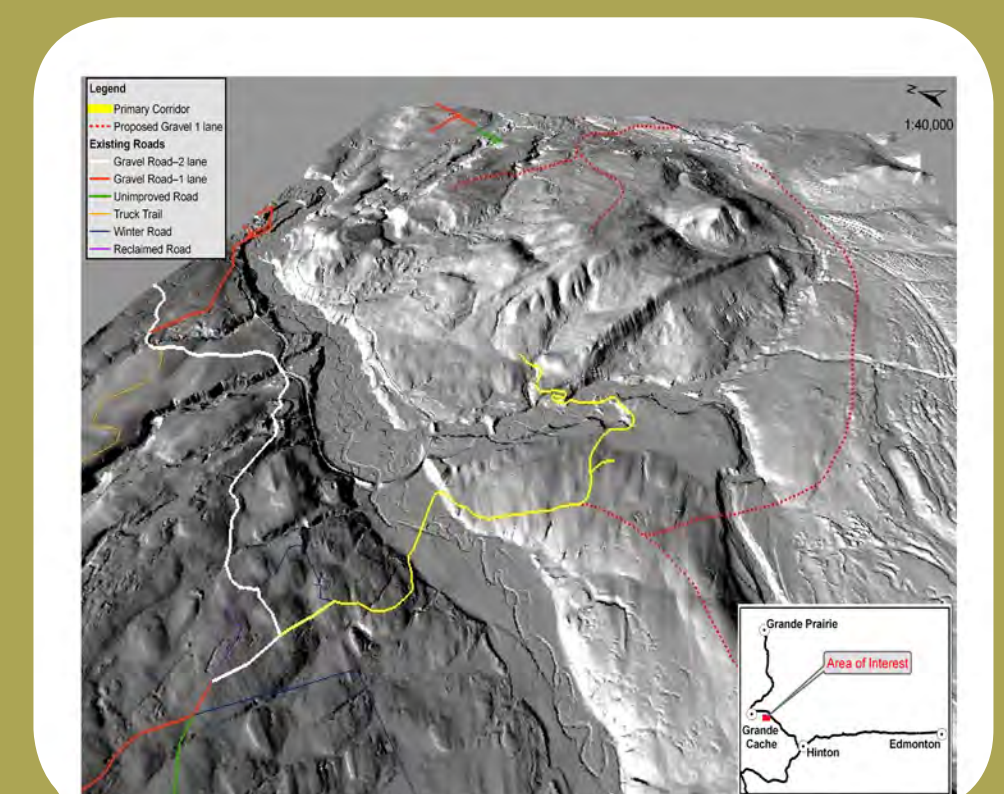 Legend
Primary Corridor
Proposed Gravel 1 lane
Existing Roads
Gravel Road–2 lane
Gravel Road–1 lane
Unimproved Road
Truck Trail
Winter Road
Reclaimed Road
N
1:40,000
Grande Prairie
Area of Interest
Grande
Cache
Hinton
Edmonton